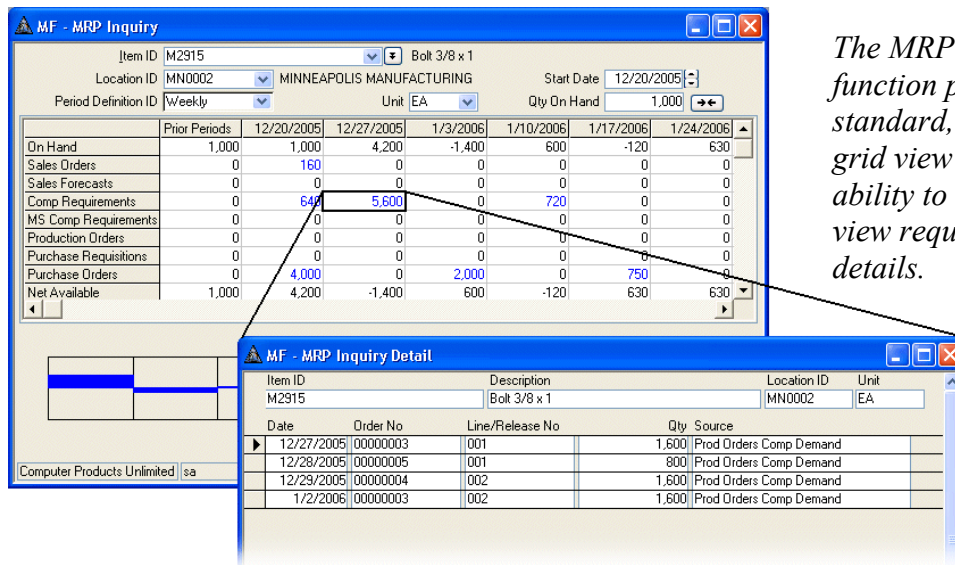 MF - MRP Inquiry
Item ID M2915 Bolt 3/8 x 1
Location ID MN0002 MINNEAPOLIS MANUFACTURING Start Date 12/20/2005
Period Definition ID Weekly Unit EA Qty On Hand 1,000
Prior Periods 12/20/2005 12/27/2005 1/3/2006 1/10/2006 1/17/2006 1/24/2006
On Hand 1,000 1,000 4,200 -1,400 600 -120 630
Sales Orders 0 160 0 0 0 0 0
Sales Forecasts 0 0 0 0 0 0 0
Comp Requirements 0 640 5,600 0 720 0 0
MS Comp Requirements 0 0 0 0 0 0 0
Production Orders 0 0 0 0 0 0 0
Purchase Requisitions 0 0 0 0 0 0 0
Purchase Orders 0 4,000 0 2,000 0 750 0
Net Available 1,000 4,200 -1,400 600 -120 630 630
Computer Products Unlimited sa
The MRP
function p
standard,
grid view
ability to
view requ
details.
MF - MRP Inquiry Detail
Item ID Description Location ID Unit
M2915 Bolt 3/8 x 1 MN0002 EA
Date Order No Line/Release No Qty Source
12/27/2005 00000003 001 1,600 Prod Orders Comp Demand
12/28/2005 00000005 001 800 Prod Orders Comp Demand
12/29/2005 00000004 002 1,600 Prod Orders Comp Demand
1/2/2006 00000003 002 1,600 Prod Orders Comp Demand